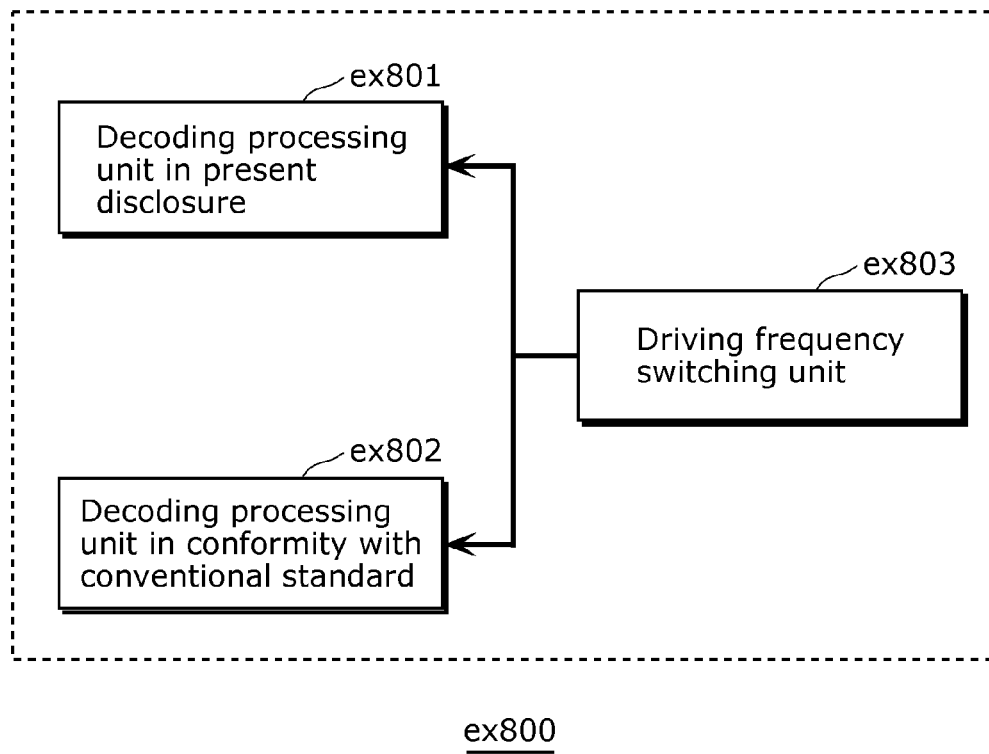 ex801
Decoding processing
unit in present
disclosure
ex803
Driving frequency
switching unit
ex802
Decoding processing
unit in conformity with
conventional standard
ex800